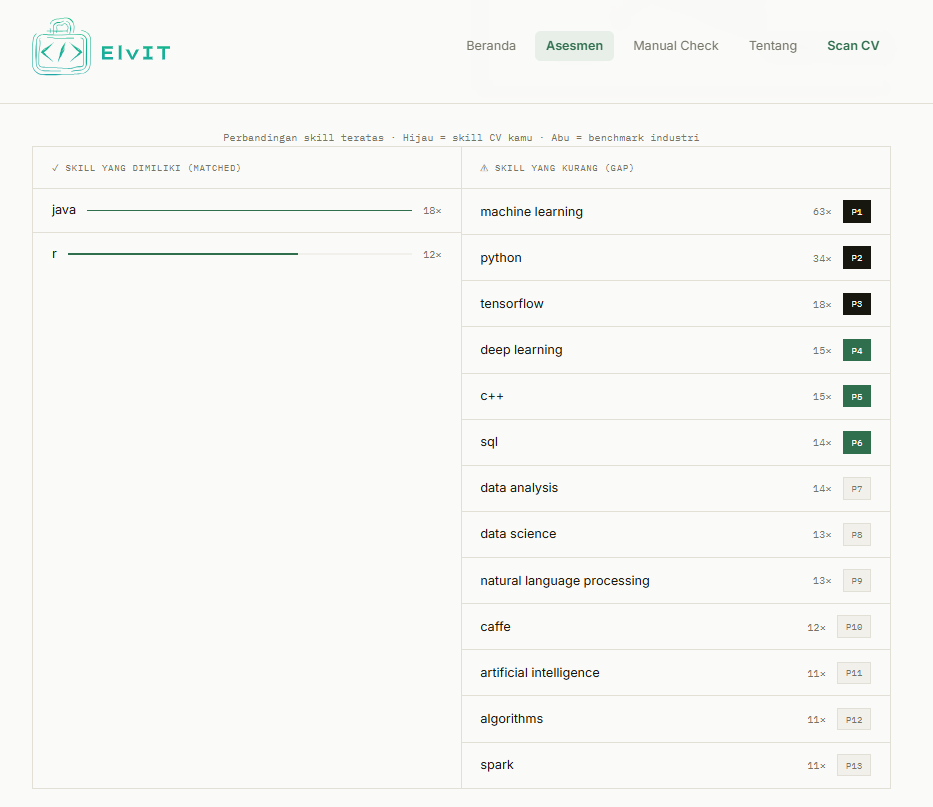 </> ElvIT
Beranda Asesmen Manual Check Tentang Scan CV
Perbandingan skill teratas · Hijau = skill CV kamu · Abu = benchmark industri
✓ SKILL YANG DIMILIKI (MATCHED)
java 18×
r 12×
⚠ SKILL YANG KURANG (GAP)
machine learning 63× P1
python 34× P2
tensorflow 18× P3
deep learning 15× P4
c++ 15× P5
sql 14× P6
data analysis 14× P7
data science 13× P8
natural language processing 13× P9
caffe 12× P10
artificial intelligence 11× P11
algorithms 11× P12
spark 11× P13